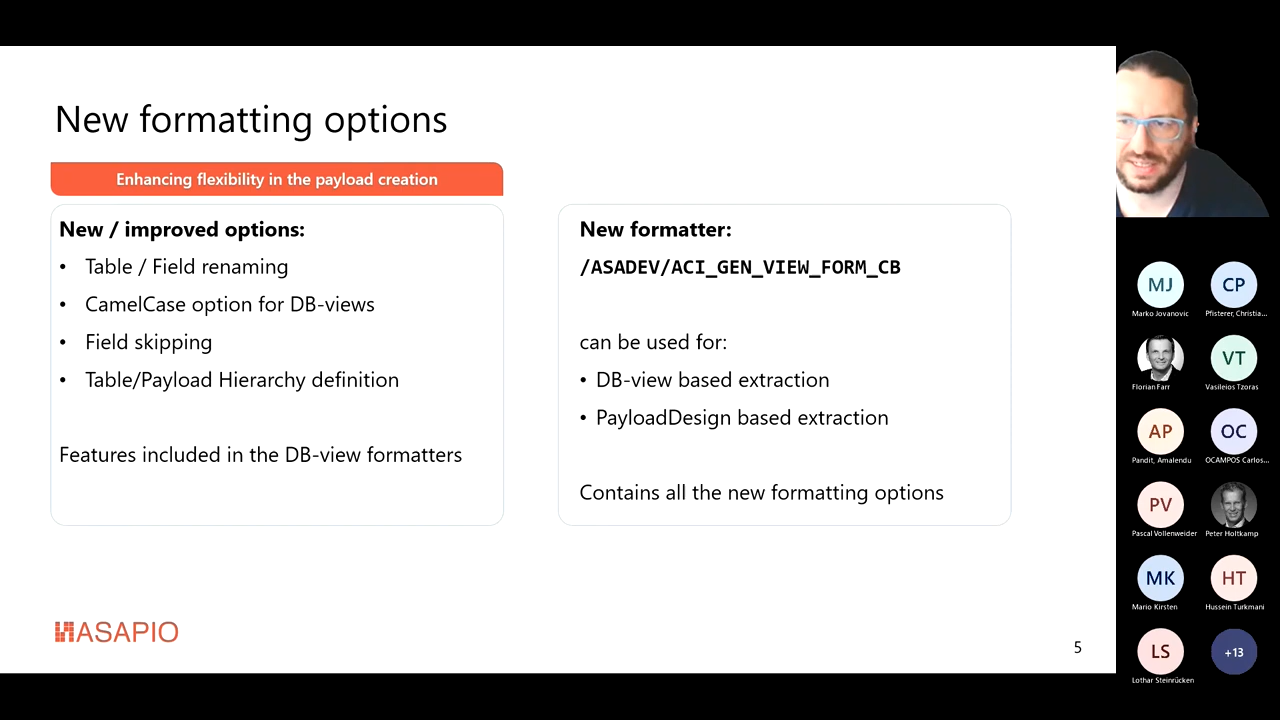 New formatting options
Enhancing flexibility in the payload creation
New / improved options:
• Table / Field renaming
• CamelCase option for DB-views
• Field skipping
• Table/Payload Hierarchy definition
Features included in the DB-view formatters
New formatter:
/ASADEV/ACI_GEN_VIEW_FORM_CB
can be used for:
• DB-view based extraction
• PayloadDesign based extraction
Contains all the new formatting options
ASAPIO
5
MJ
CP
Marko Jovanovic
Pfisterer, Christia...
VT
Florian Farr
Vasileios Tzoras
AP
OC
Pandit, Amalendu
OCAMPOS Carlos...
PV
Pascal Vollenweider
Peter Holtkamp
MK
HT
Mario Kirsten
Hussein Turkmani
LS
+13
Lothar Steinrücken